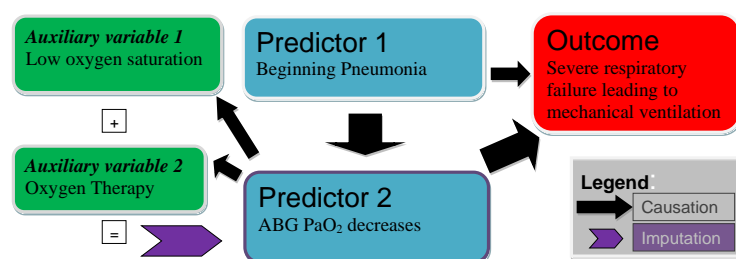 Auxiliary variable 1
Low oxygen saturation
+
Auxiliary variable 2
Oxygen Therapy
=
Predictor 1
Beginning Pneumonia
Predictor 2
ABG PaO₂ decreases
Outcome
Severe respiratory
failure leading to
mechanical ventilation
Legend:
Causation
Imputation